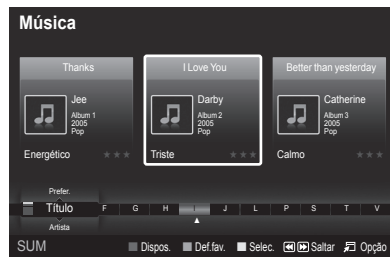 Música
Thanks
I Love You
Better than yesterday
Jee
Album 1
2005
Pop
Darby
Album 2
2005
Pop
Catherine
Album 3
2005
Pop
Energético
Triste
Calmo
Prefer.
Título F G H I J L P S T V
Artista
SUM Dispos. Def.fav. Selec. Saltar Opção